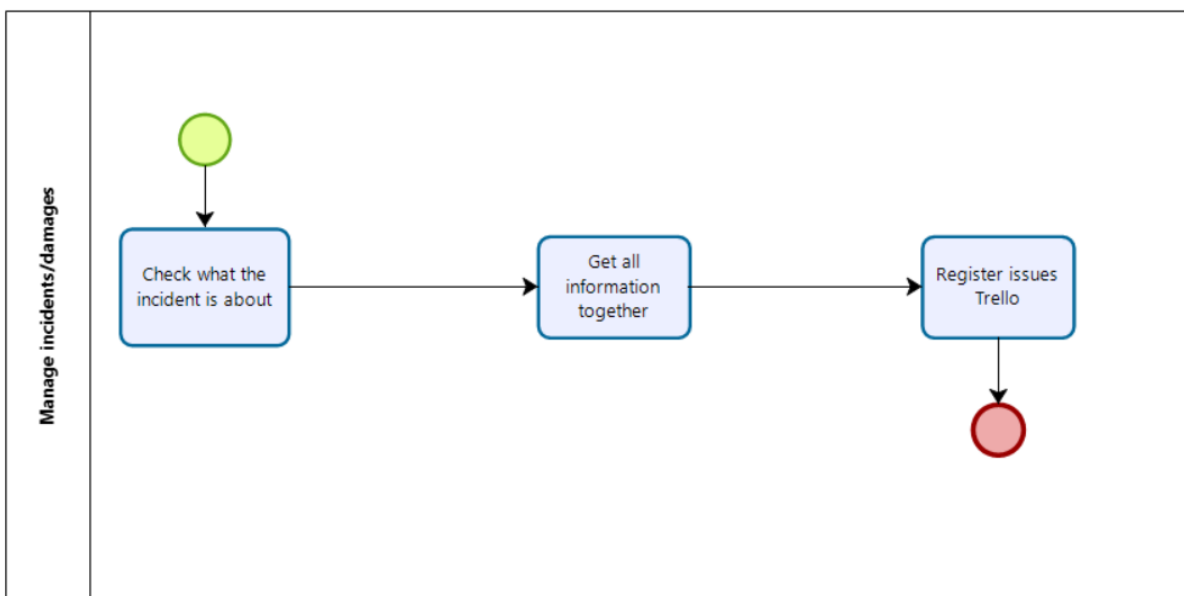 Manage incidents/damages
Check what the
incident is about
Get all
information
together
Register issues
Trello